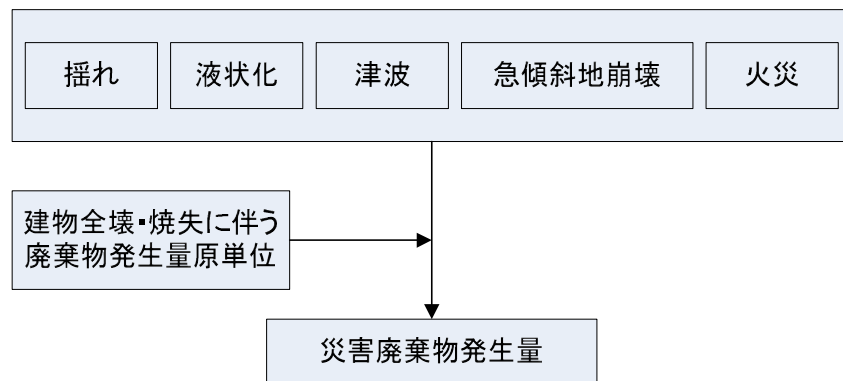 揺れ
液状化
津波
急傾斜地崩壊
火災
建物全壊・焼失に伴う
廃棄物発生量原単位
災害廃棄物発生量